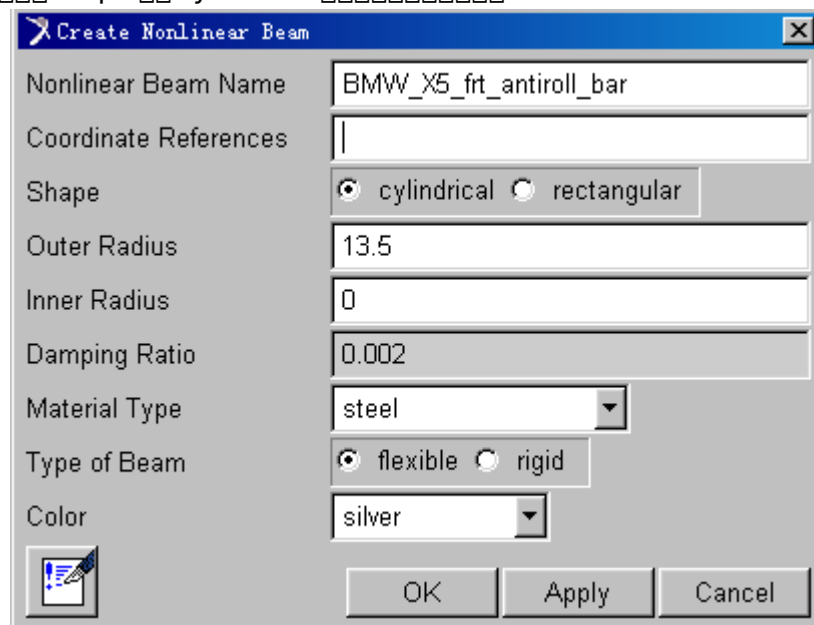 Create Nonlinear Beam
Nonlinear Beam Name BMW_X5_frt_antiroll_bar
Coordinate References
Shape cylindrical rectangular
Outer Radius 13.5
Inner Radius 0
Damping Ratio 0.002
Material Type steel
Type of Beam flexible rigid
Color silver
OK Apply Cancel